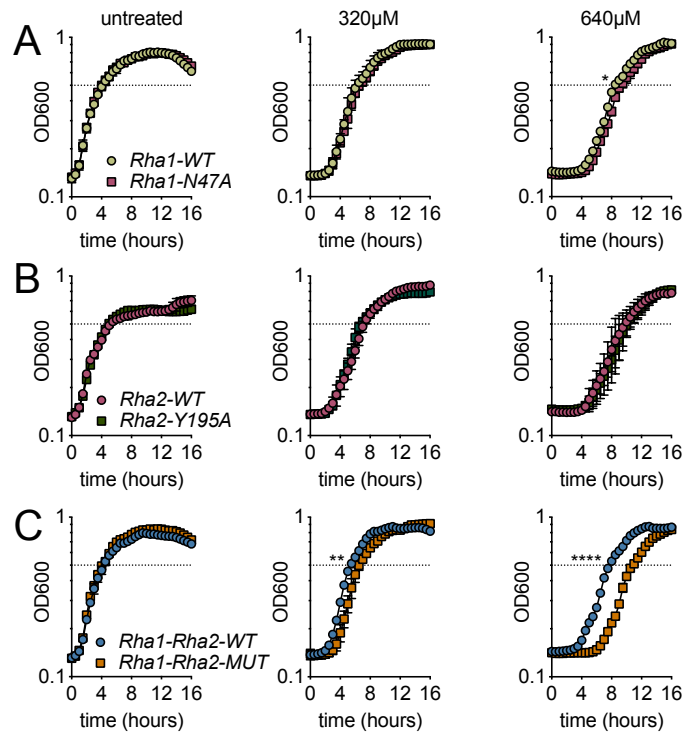 untreated 320µM 640µM
A
1 1 1
OD600 OD600 OD600
*
Rha1-WT
Rha1-N47A
0.1 0.1 0.1
0 4 8 12 16 0 4 8 12 16 0 4 8 12 16
time (hours) time (hours) time (hours)
B
1 1 1
OD600 OD600 OD600
Rha2-WT
Rha2-Y195A
0.1 0.1 0.1
0 4 8 12 16 0 4 8 12 16 0 4 8 12 16
time (hours) time (hours) time (hours)
C
1 1 1
** ****
OD600 OD600 OD600
Rha1-Rha2-WT
Rha1-Rha2-MUT
0.1 0.1 0.1
0 4 8 12 16 0 4 8 12 16 0 4 8 12 16
time (hours) time (hours) time (hours)